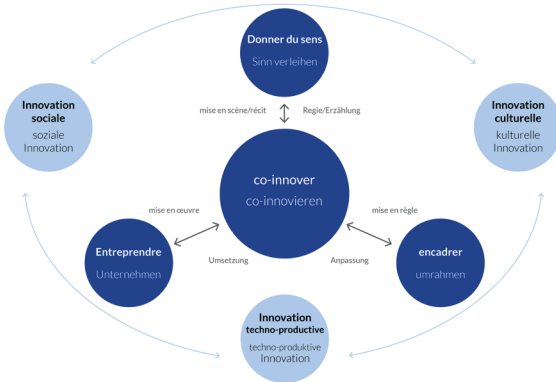 Donner du sens
Sinn verleihen
Innovation
sociale
soziale
Innovation
mise en scène/récit
Regie/Erzählung
Innovation
culturelle
kulturelle
Innovation
co-innover
co-innovieren
mise en œuvre
mise en règle
Entreprendre
Unternehmen
Umsetzung
Anpassung
encadrer
umrahmen
Innovation
techno-productive
techno-produktive
Innovation